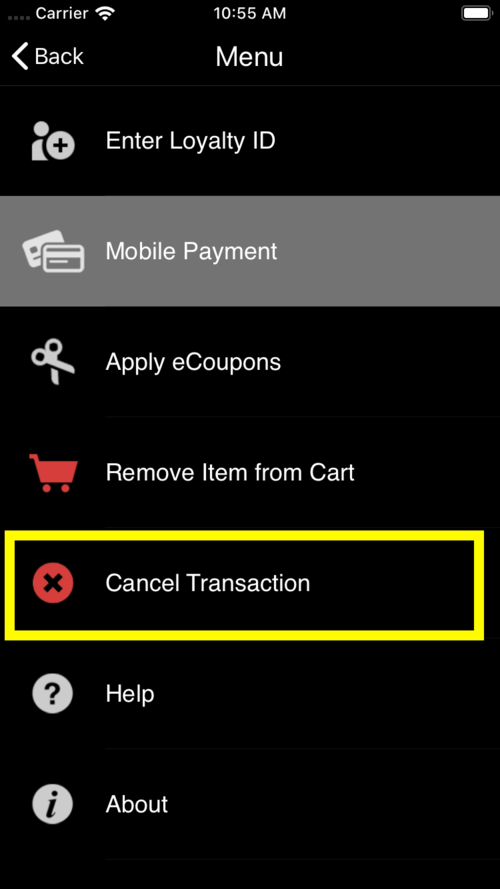 Carrier 10:55 AM
Back Menu
Enter Loyalty ID
Mobile Payment
Apply eCoupons
Remove Item from Cart
Cancel Transaction
Help
About